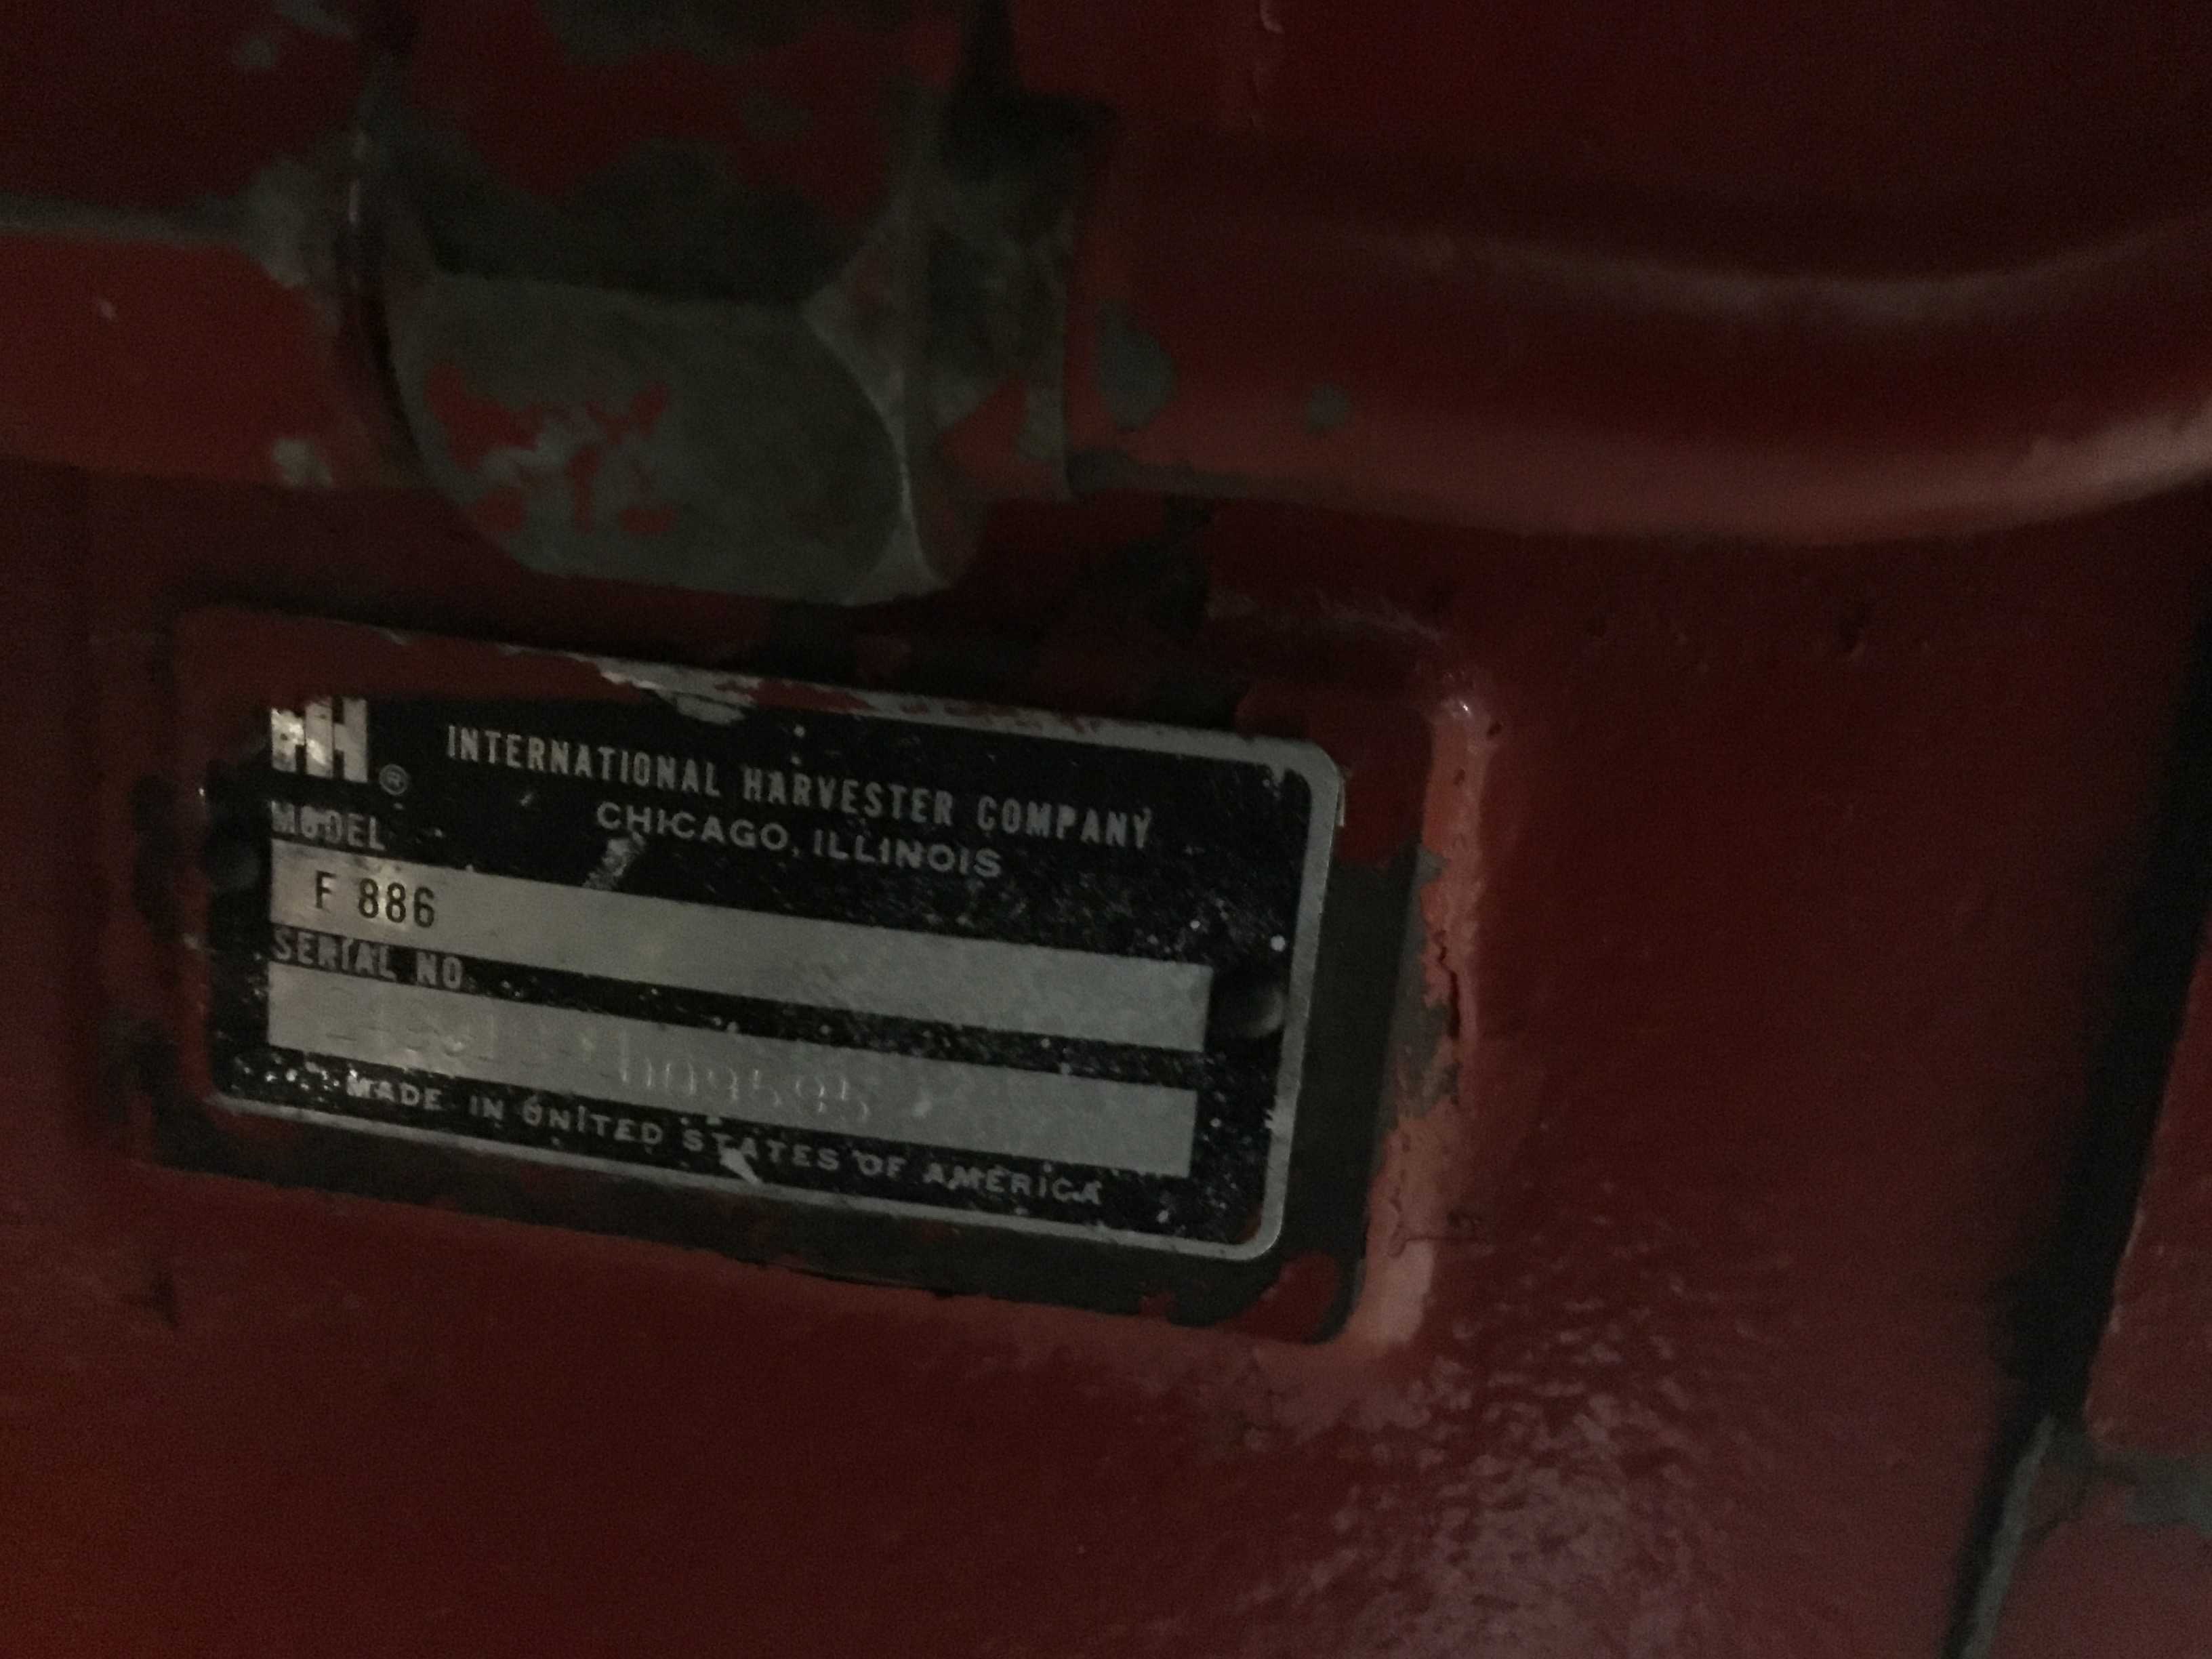 IH ®
INTERNATIONAL HARVESTER COMPANY
CHICAGO, ILLINOIS
MODEL
F 886
SERIAL NO.
MADE IN UNITED STATES OF AMERICA